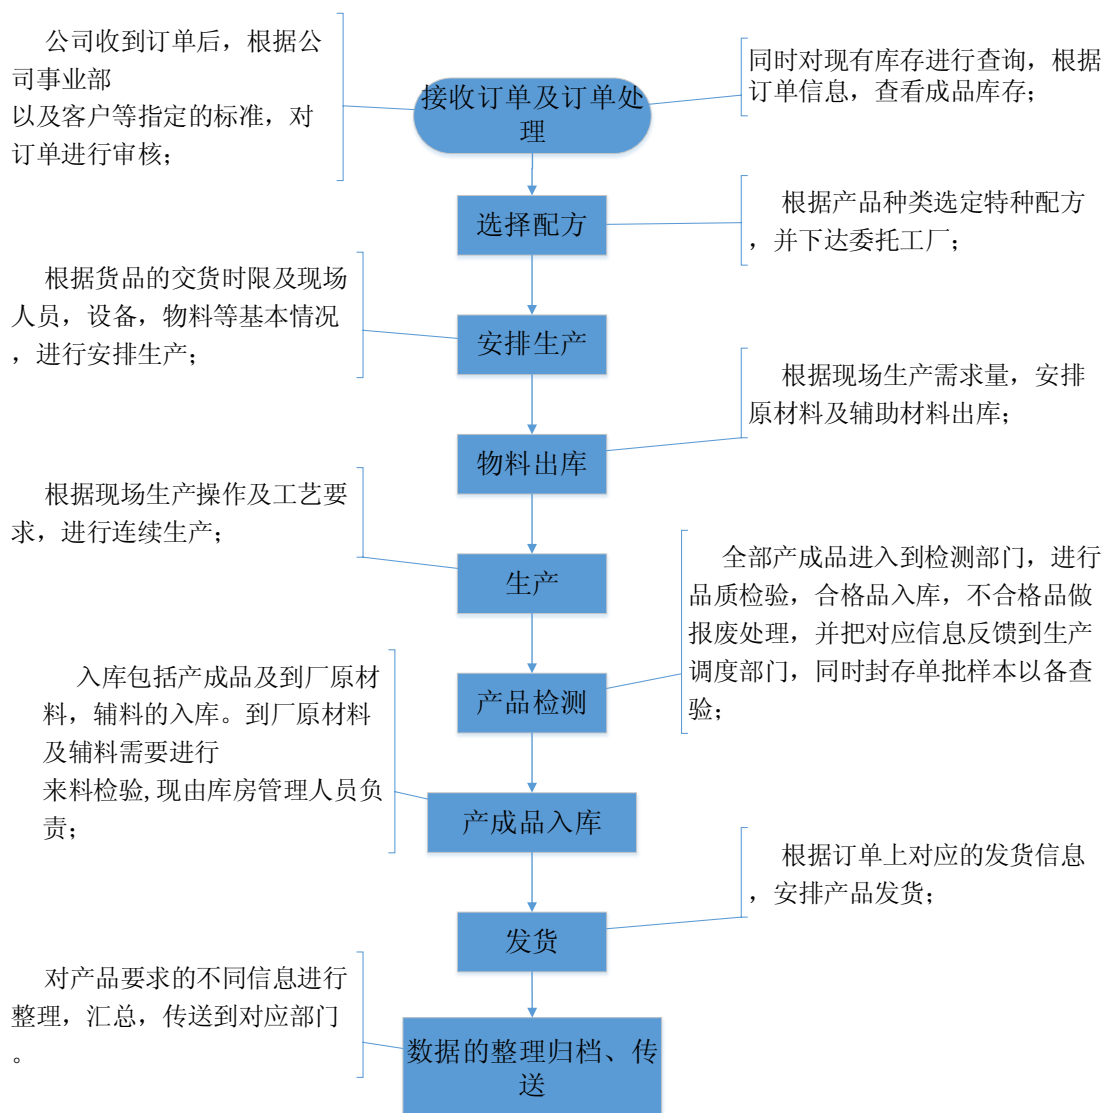 公司收到订单后，根据公
司事业部
以及客户等指定的标准，对
订单进行审核；
接收订单及订单处
理
同时对现有库存进行查询，根据
订单信息，查看成品库存；
选择配方
根据产品种类选定特种配方
，并下达委托工厂；
根据货品的交货时限及现场
人员，设备，物料等基本情况
，进行安排生产；
安排生产
根据现场生产需求量，安排
原材料及辅助材料出库；
物料出库
根据现场生产操作及工艺要
求，进行连续生产；
生产
全部产成品进入到检测部门，进行
品质检验，合格品入库，不合格品做
报废处理，并把对应信息反馈到生产
调度部门，同时封存单批样本以备查
验；
产品检测
入库包括产成品及到厂原材
料，辅料的入库。到厂原材料
及辅料需要进行
来料检验,现由库房管理人员负
责；
产成品入库
根据订单上对应的发货信息
，安排产品发货；
发货
对产品要求的不同信息进行
整理，汇总，传送到对应部门
。
数据的整理归档、传
送